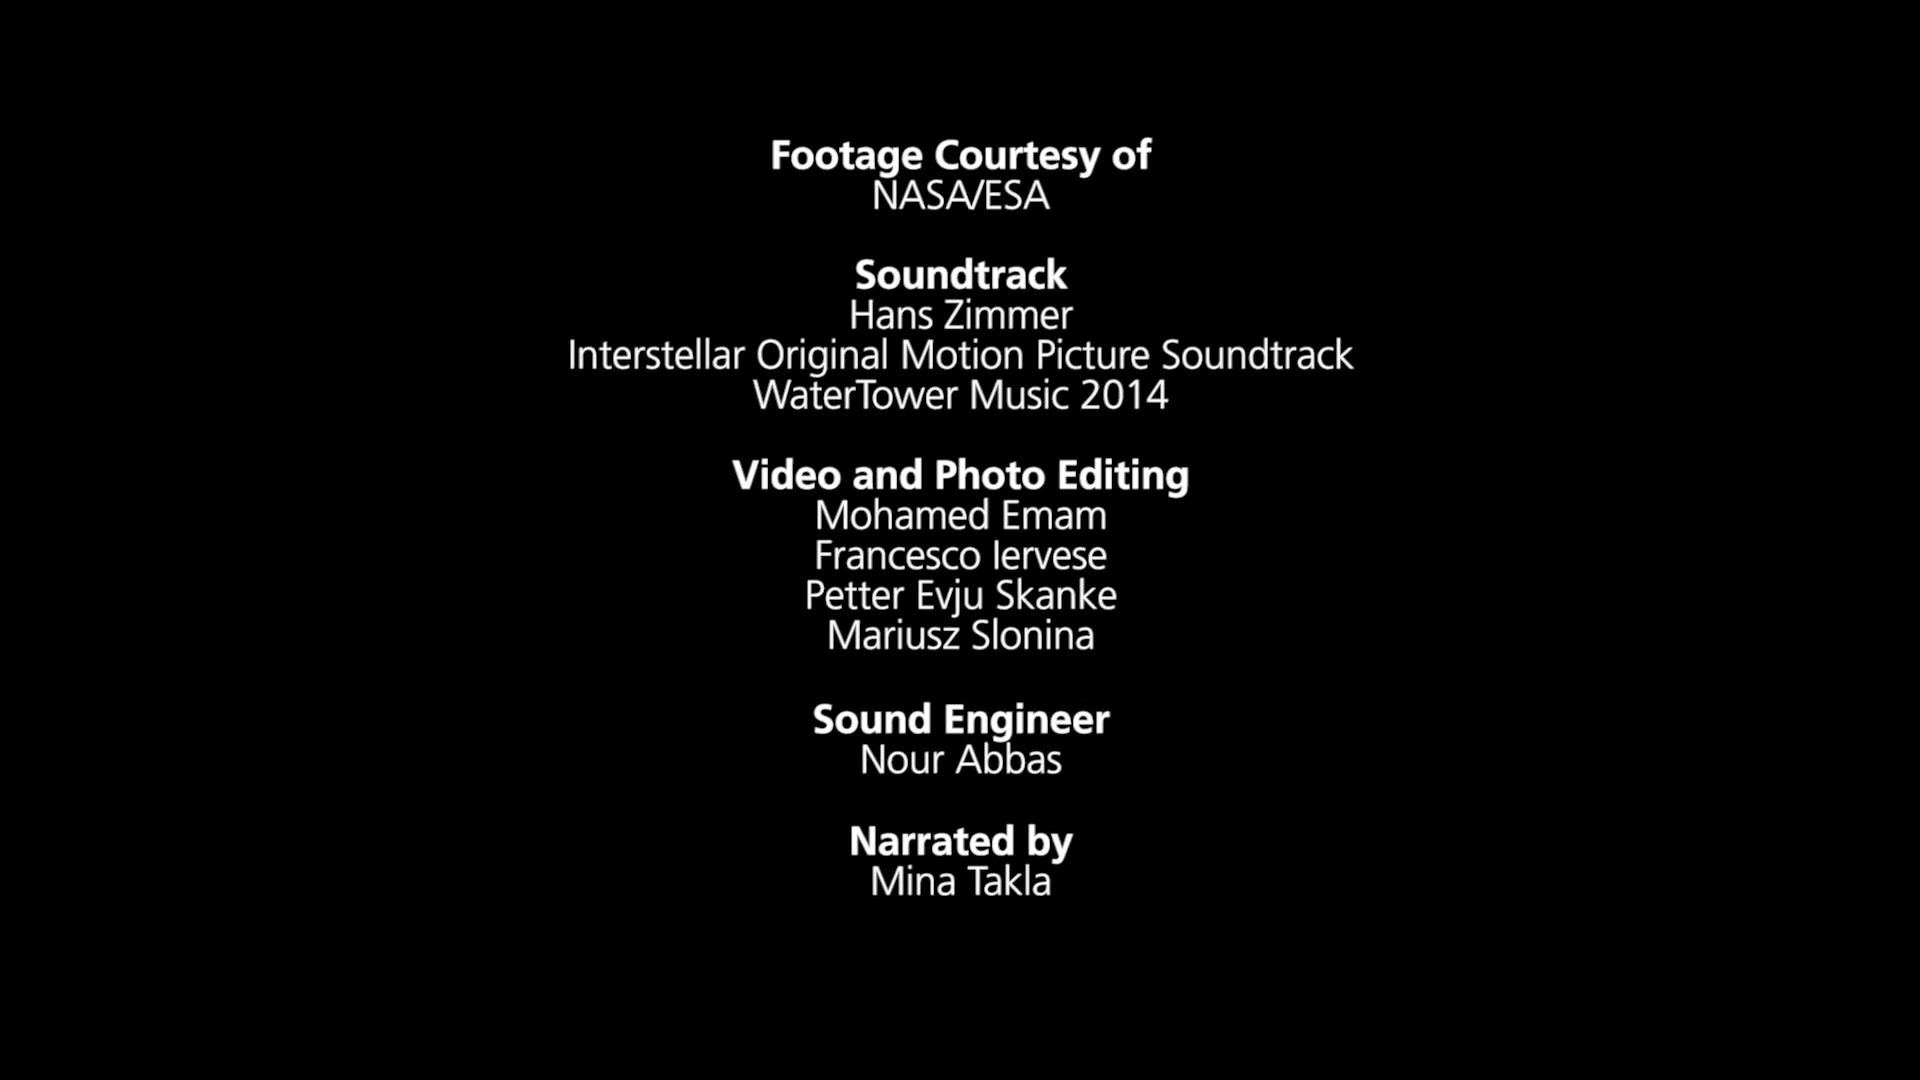 Footage Courtesy of
NASA/ESA
Soundtrack
Hans Zimmer
Interstellar Original Motion Picture Soundtrack
WaterTower Music 2014
Video and Photo Editing
Mohamed Emam
Francesco Iervese
Petter Evju Skanke
Mariusz Slonina
Sound Engineer
Nour Abbas
Narrated by
Mina Takla